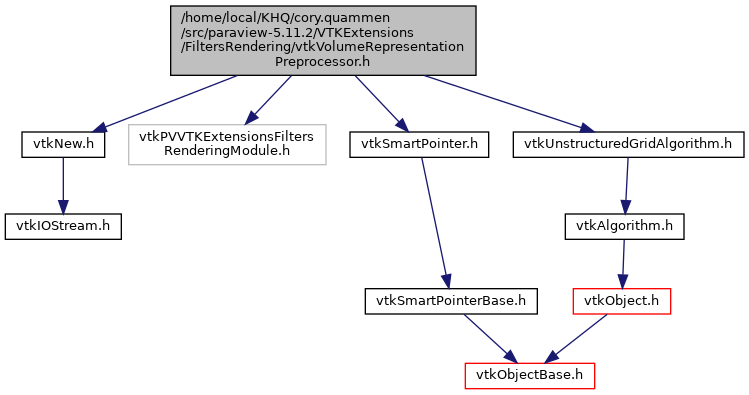 /home/local/KHQ/cory.quammen
/src/paraview-5.11.2/VTKExtensions
/FiltersRendering/vtkVolumeRepresentation
Preprocessor.h
vtkNew.h
vtkPVVTKExtensionsFilters
RenderingModule.h
vtkSmartPointer.h
vtkUnstructuredGridAlgorithm.h
vtkIOStream.h
vtkAlgorithm.h
vtkSmartPointerBase.h
vtkObject.h
vtkObjectBase.h